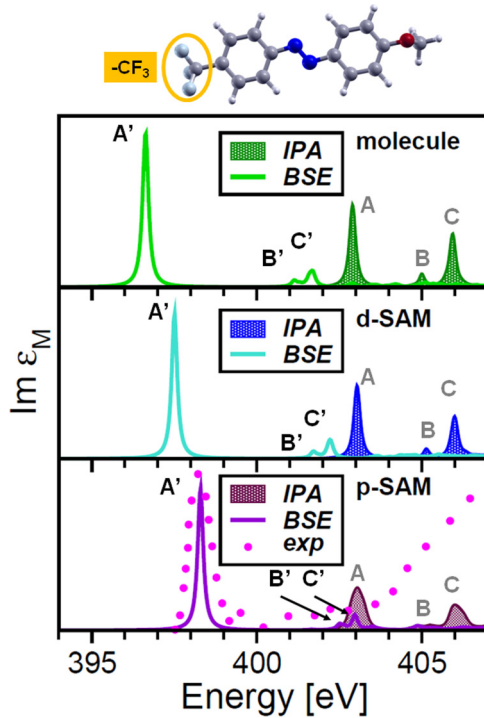 -CF3
A'
IPA
BSE
molecule
A
C
B'
C'
B
A'
IPA
BSE
d-SAM
A
C
B'
C'
B
A'
IPA
BSE
exp
p-SAM
B'
C'
A
B
C
Im εM
395
400
405
Energy [eV]